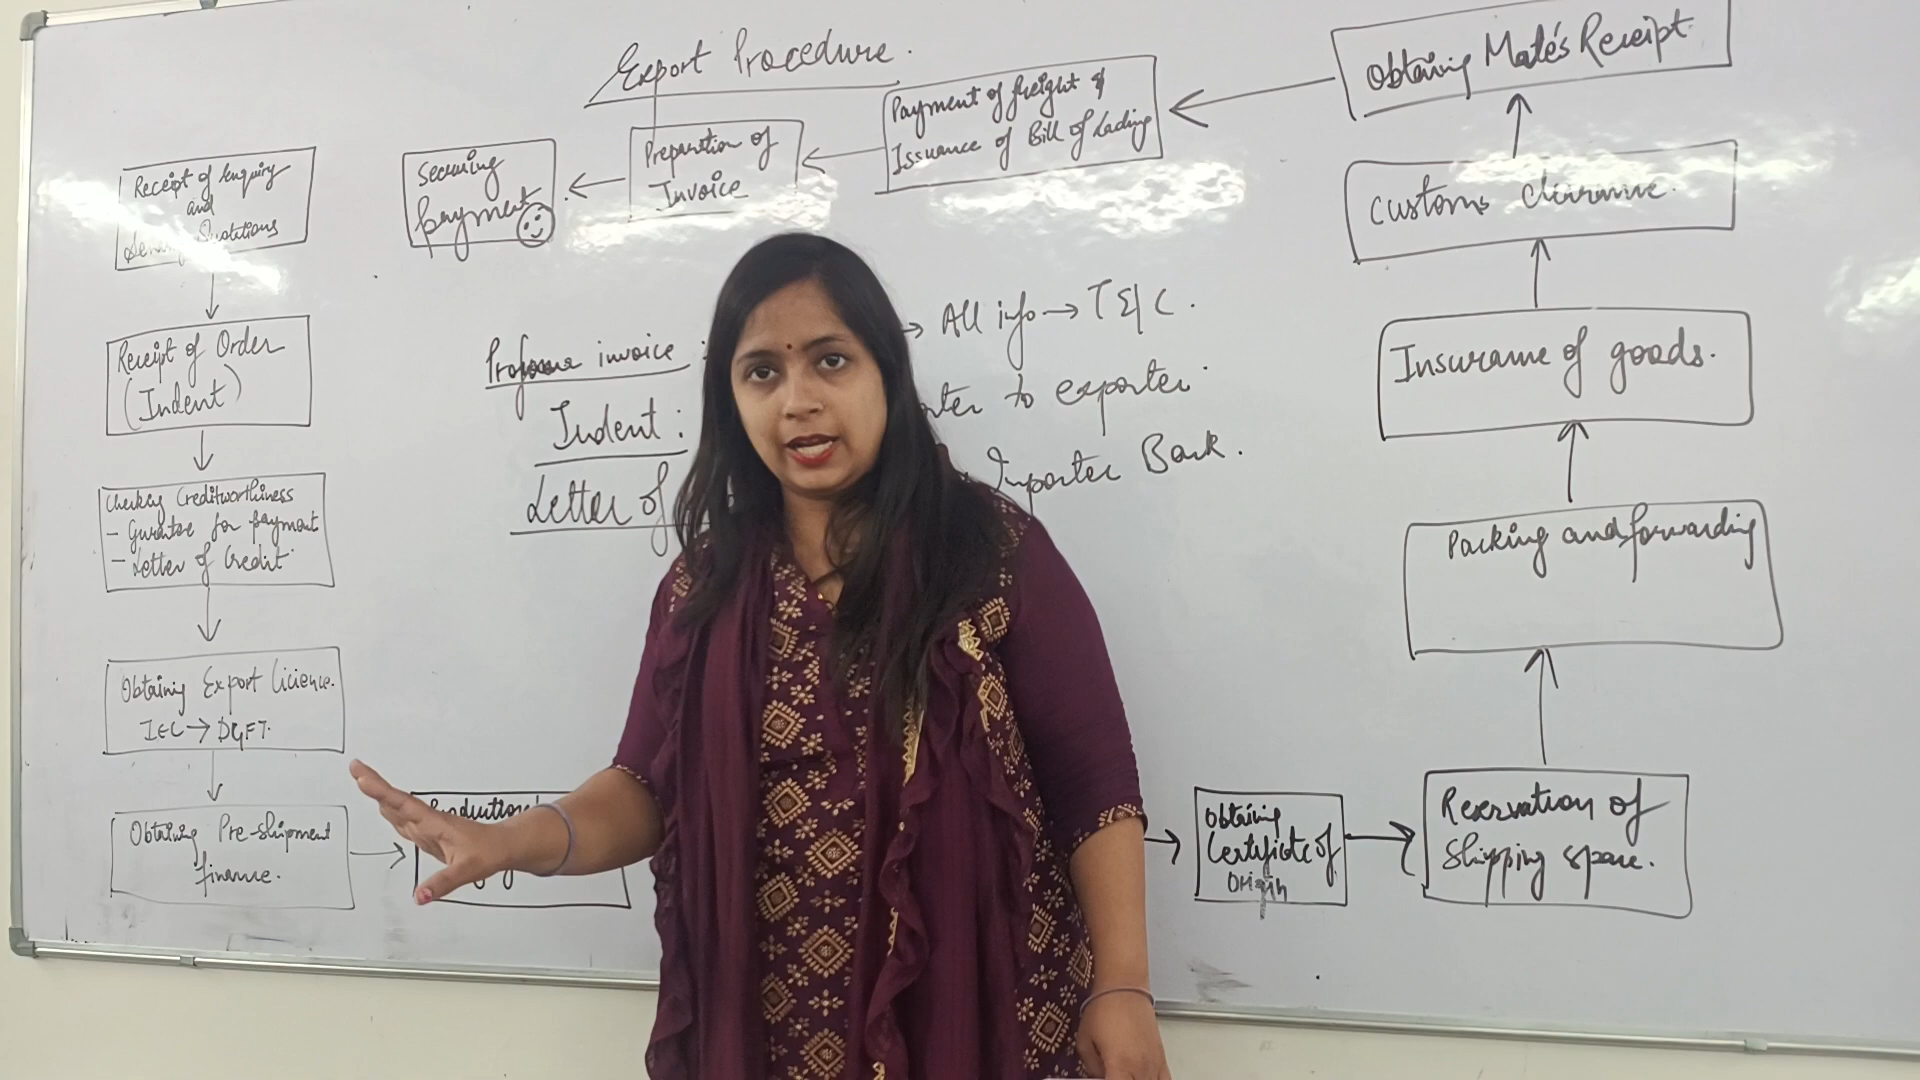 Export Procedure.
Receipt of Enquiry
and
Quotations
Receipt of Order
(Indent)
Checking Creditworthiness
- Gurantee for payment
- Letter of Credit
Obtaining Export Licience.
IEC → DGFT.
Obtaining Pre-shipment
finance.
Obtaining
Certificate of
Origin
Reservation of
Shipping space.
Packing and forwarding
Insurance of goods.
Customs clearance.
Obtaining Mate's Receipt.
Payment of freight &
Issuance of Bill of Lading
Preparation of
Invoice
Securing
payment
Proforma invoice → All info → T & C.
Indent: to exporter
Letter of Importer Bank.